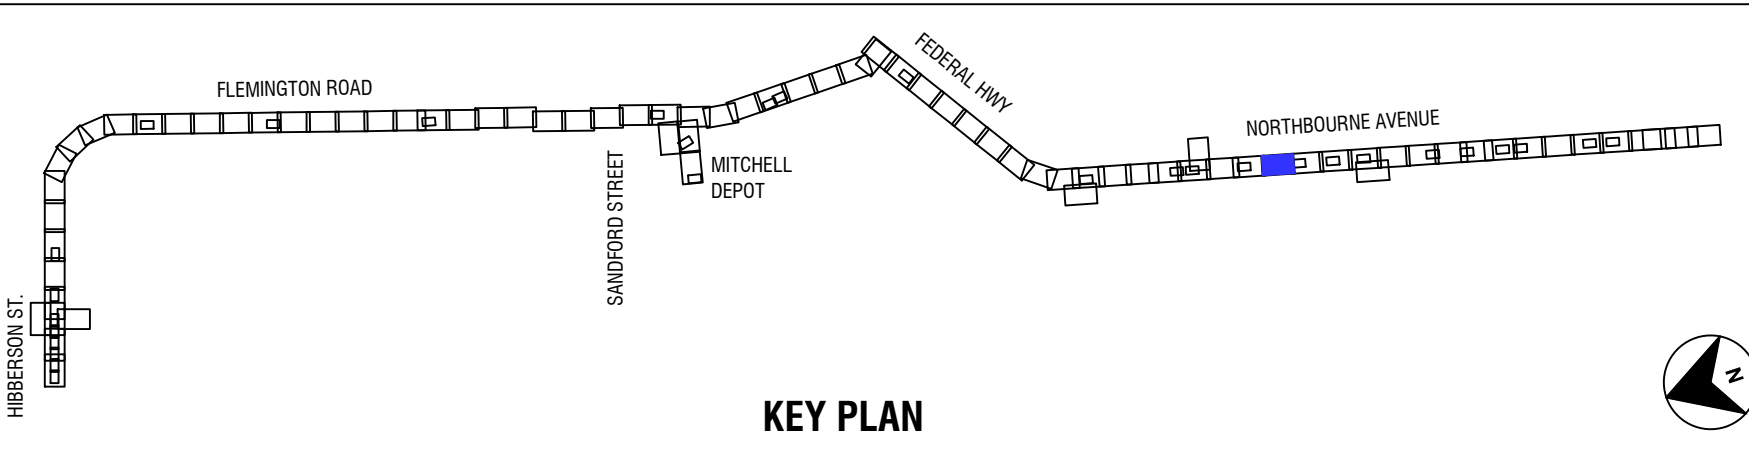 FLEMINGTON ROAD
FEDERAL HWY
NORTHBOURNE AVENUE
SANDFORD STREET
MITCHELL
DEPOT
HIBBERSON ST.
KEY PLAN
N